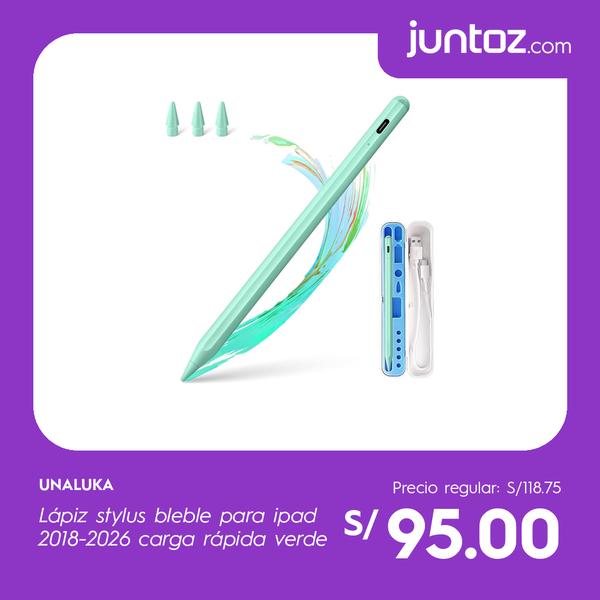 juntoz.com
UNALUKA
Lápiz stylus bleble para ipad
2018-2026 carga rápida verde
Precio regular: S/118.75
S/ 95.00